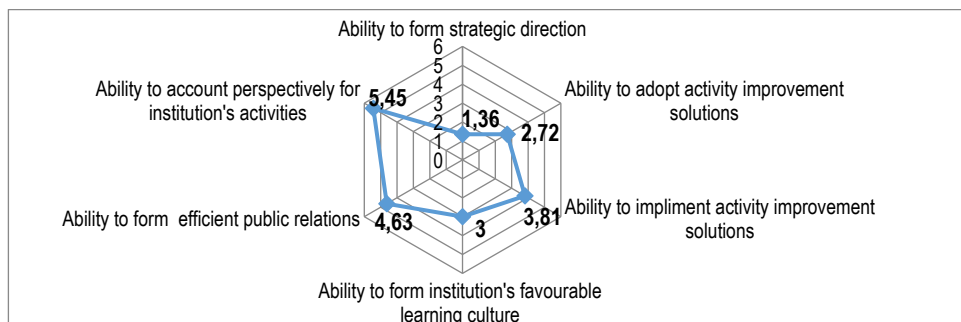 Ability to form strategic direction
6
5
4
3
2
1
0
Ability to account perspectively for
institution's activities
5,45
1,36
Ability to adopt activity improvement
solutions
2,72
Ability to form  efficient public relations
4,63
3
3,81
Ability to impliment activity improvement
solutions
Ability to form institution's favourable
learning culture